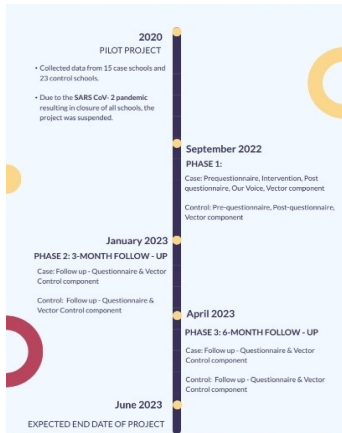 2020
PILOT PROJECT
• Collected data from 15 case schools and
23 control schools.
• Due to the SARS CoV- 2 pandemic
resulting in closure of all schools, the
project was suspended.
September 2022
PHASE 1:
Case: Prequestionnaire, Intervention, Post
questionnaire, Our Voice, Vector component
Control: Pre-questionnaire, Post-questionnaire,
Vector component
January 2023
PHASE 2: 3-MONTH FOLLOW - UP
Case: Follow up - Questionnaire & Vector
Control component
Control: Follow up - Questionnaire &
Vector Control component
April 2023
PHASE 3: 6-MONTH FOLLOW - UP
Case: Follow up - Questionnaire & Vector
Control component
Control: Follow up - Questionnaire & Vector
Control component
June 2023
EXPECTED END DATE OF PROJECT